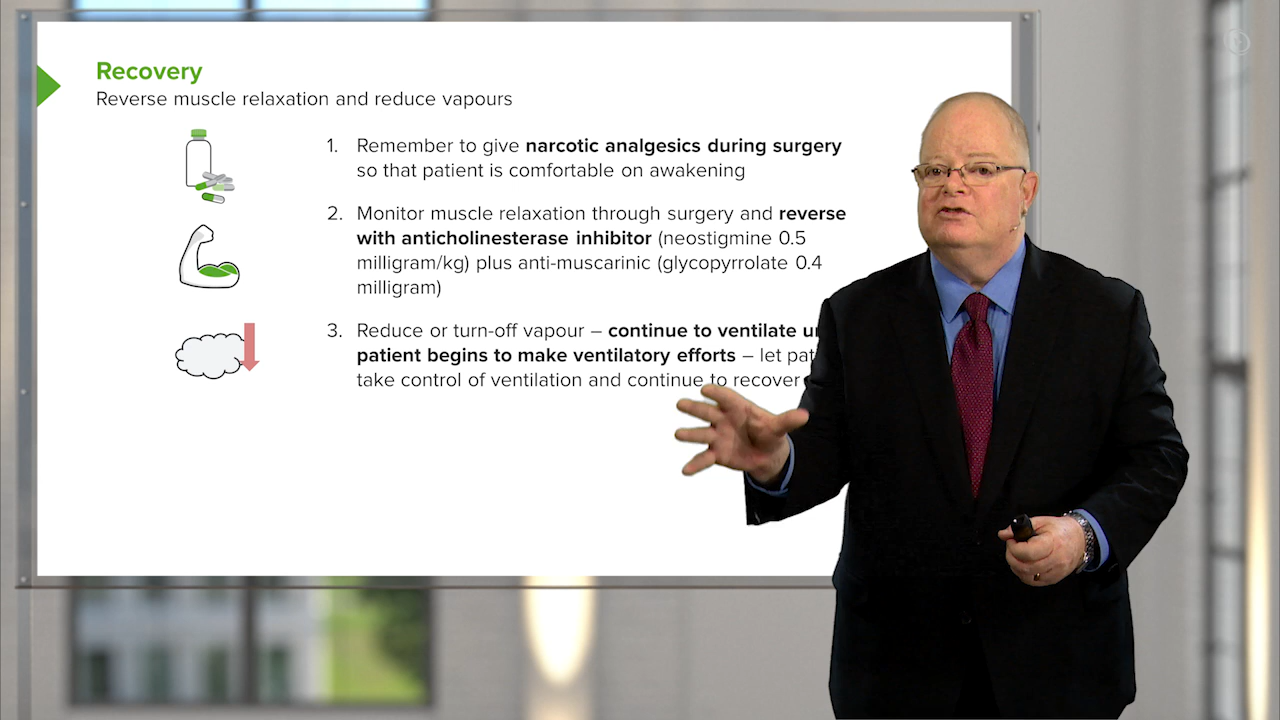 Recovery
Reverse muscle relaxation and reduce vapours
1. Remember to give narcotic analgesics during surgery
so that patient is comfortable on awakening
2. Monitor muscle relaxation through surgery and reverse
with anticholinesterase inhibitor (neostigmine 0.5
milligram/kg) plus anti-muscarinic (glycopyrrolate 0.4
milligram)
3. Reduce or turn-off vapour – continue to ventilate
patient begins to make ventilatory efforts – let
take control of ventilation and continue to recover